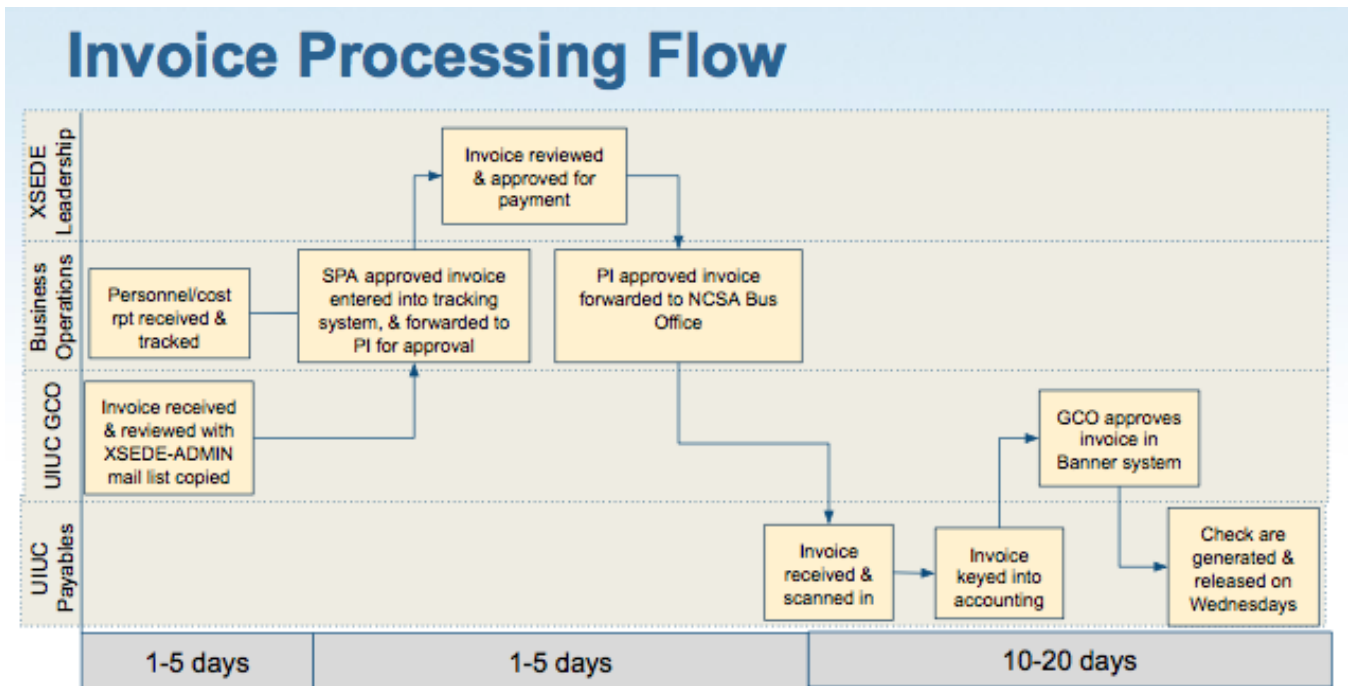 Invoice Processing Flow
XSEDE
Leadership
Invoice reviewed
& approved for
payment
Business
Operations
Personnel/cost
rpt received &
tracked
SPA approved invoice
entered into tracking
system, & forwarded to
PI for approval
PI approved invoice
forwarded to NCSA Bus
Office
UIUC GCO
Invoice received
& reviewed with
XSEDE-ADMIN
mail list copied
GCO approves
invoice in
Banner system
UIUC
Payables
Invoice
received &
scanned in
Invoice
keyed into
accounting
Check are
generated &
released on
Wednesdays
1-5 days
1-5 days
10-20 days